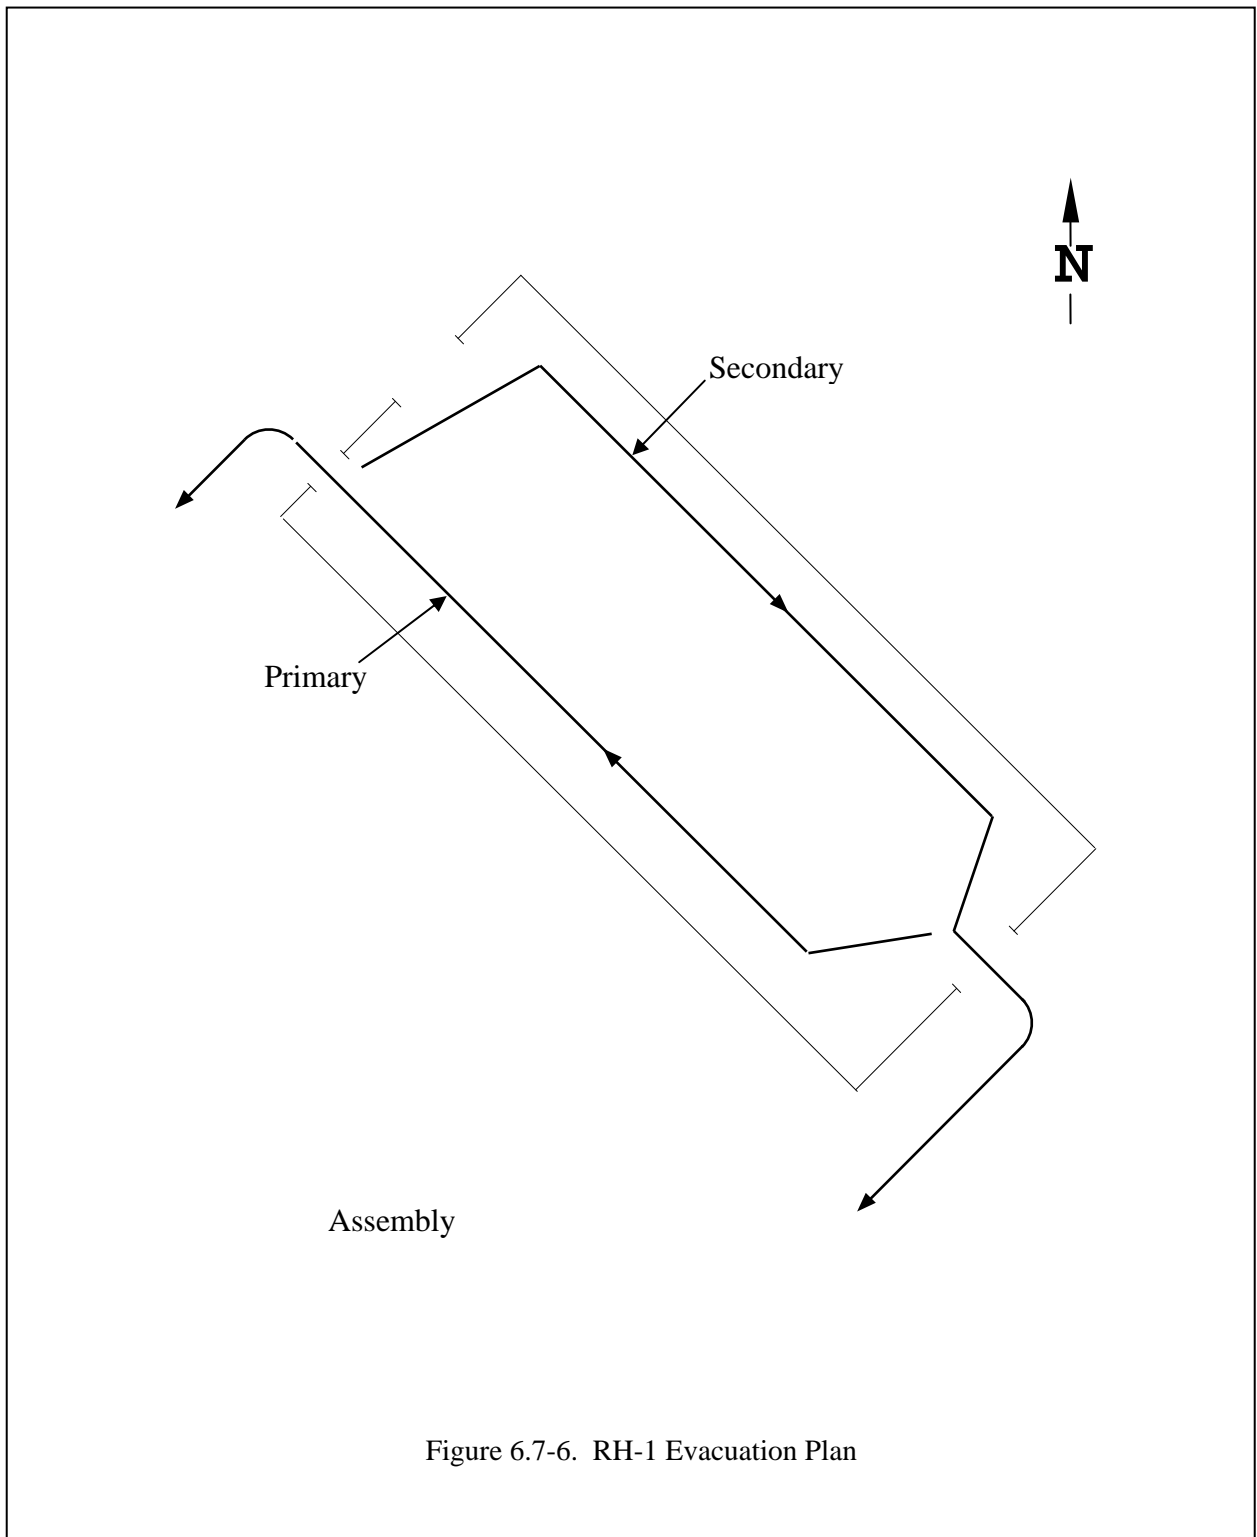 N
Secondary
Primary
Assembly
Figure 6.7-6. RH-1 Evacuation Plan